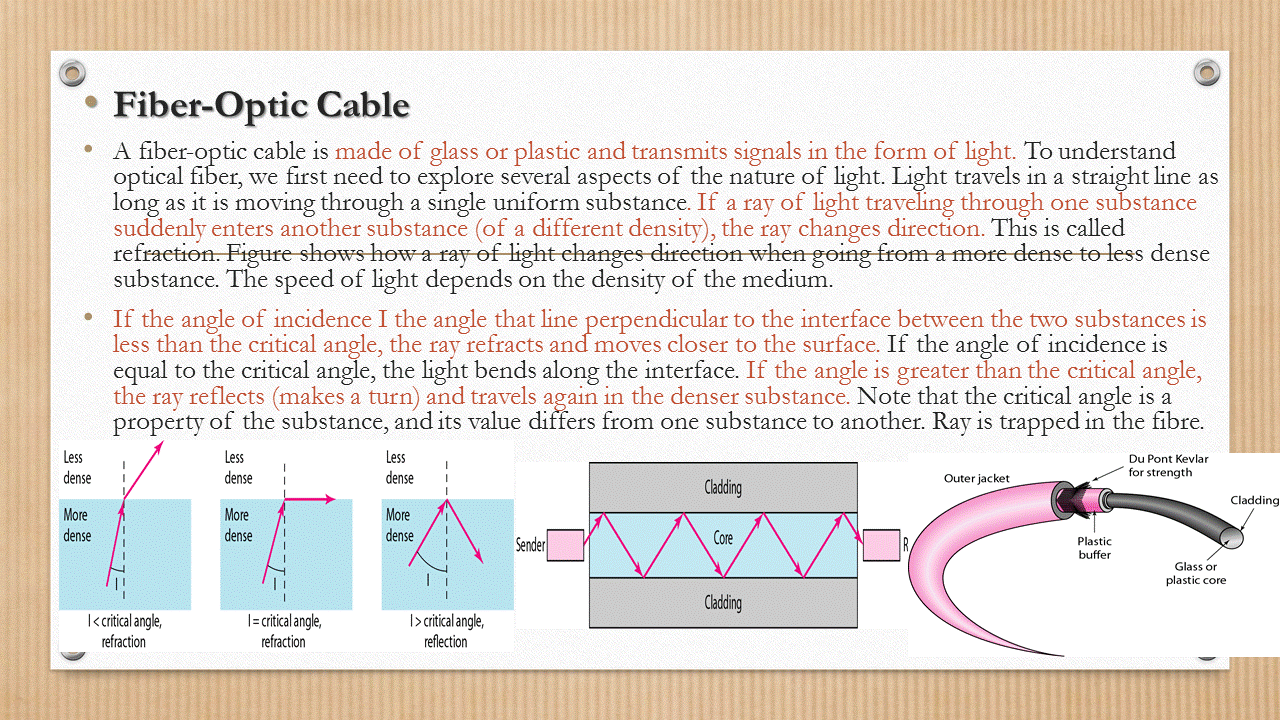 Fiber-Optic Cable
A fiber-optic cable is made of glass or plastic and transmits signals in the form of light. To understand
optical fiber, we first need to explore several aspects of the nature of light. Light travels in a straight line as
long as it is moving through a single uniform substance. If a ray of light traveling through one substance
suddenly enters another substance (of a different density), the ray changes direction. This is called
refraction. Figure shows how a ray of light changes direction when going from a more dense to less dense
substance. The speed of light depends on the density of the medium.
If the angle of incidence I the angle that line perpendicular to the interface between the two substances is
less than the critical angle, the ray refracts and moves closer to the surface. If the angle of incidence is
equal to the critical angle, the light bends along the interface. If the angle is greater than the critical angle,
the ray reflects (makes a turn) and travels again in the denser substance. Note that the critical angle is a
property of the substance, and its value differs from one substance to another. Ray is trapped in the fibre.
Less
dense
More
dense
I
I < critical angle,
refraction
Less
dense
More
dense
I
I = critical angle,
refraction
Less
dense
More
dense
I
I > critical angle,
reflection
Sender
Cladding
Core
Cladding
R
Outer jacket
Du Pont Kevlar
for strength
Cladding
Plastic
buffer
Glass or
plastic core